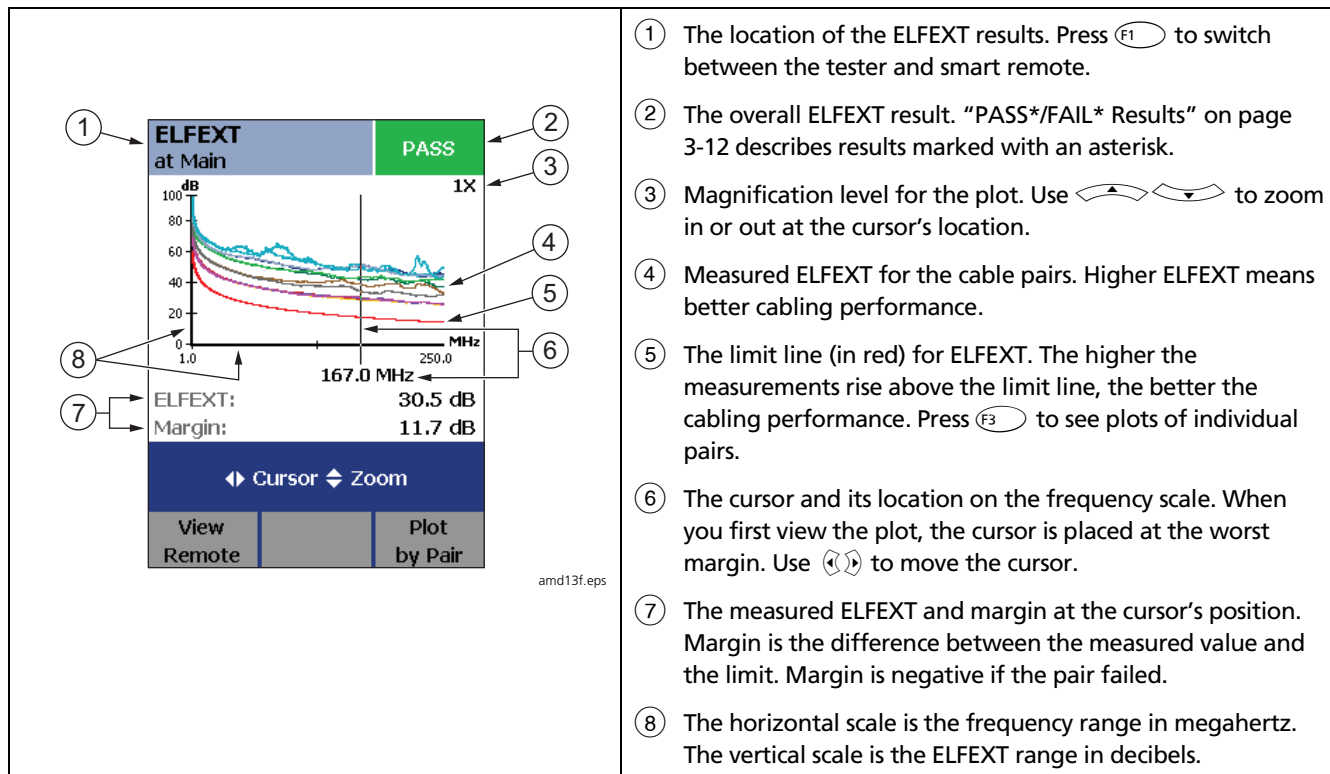 1
ELFEXT
at Main
PASS
2
3
1X
dB
100
80
60
40
20
0
1.0
250.0
MHz
167.0 MHz
4
5
6
8
7
ELFEXT: 30.5 dB
Margin: 11.7 dB
Cursor Zoom
View Remote
Plot by Pair
amd13f.eps
1 The location of the ELFEXT results. Press F1 to switch
between the tester and smart remote.
2 The overall ELFEXT result. “PASS*/FAIL* Results” on page
3-12 describes results marked with an asterisk.
3 Magnification level for the plot. Use to zoom
in or out at the cursor’s location.
4 Measured ELFEXT for the cable pairs. Higher ELFEXT means
better cabling performance.
5 The limit line (in red) for ELFEXT. The higher the
measurements rise above the limit line, the better the
cabling performance. Press F3 to see plots of individual
pairs.
6 The cursor and its location on the frequency scale. When
you first view the plot, the cursor is placed at the worst
margin. Use to move the cursor.
7 The measured ELFEXT and margin at the cursor’s position.
Margin is the difference between the measured value and
the limit. Margin is negative if the pair failed.
8 The horizontal scale is the frequency range in megahertz.
The vertical scale is the ELFEXT range in decibels.